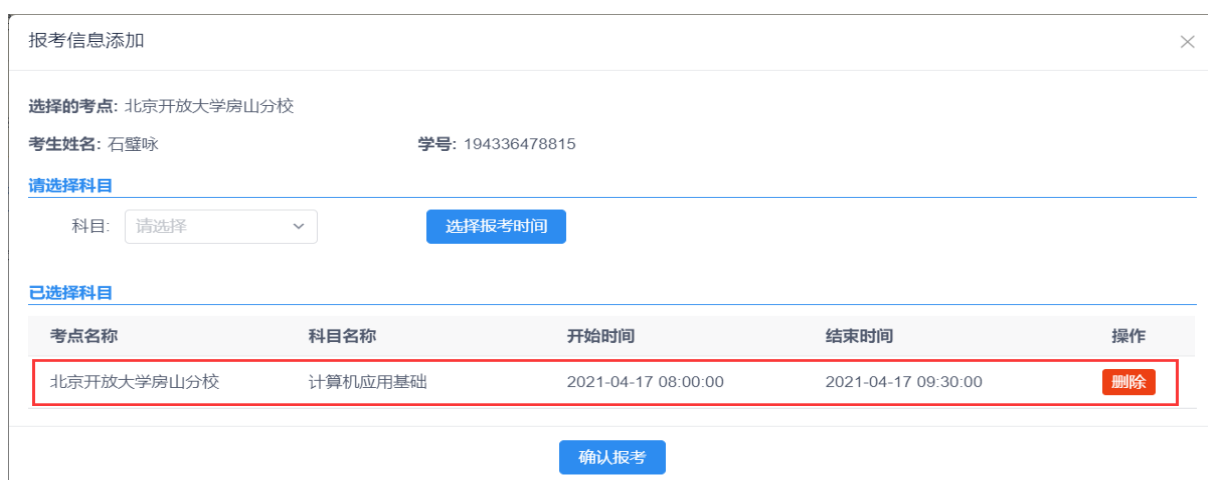 报考信息添加
选择的考点: 北京开放大学房山分校
考生姓名: 石璧咏 学号: 194336478815
请选择科目
科目: 请选择 选择报考时间
已选择科目
考点名称 科目名称 开始时间 结束时间 操作
北京开放大学房山分校 计算机应用基础 2021-04-17 08:00:00 2021-04-17 09:30:00 删除
确认报考